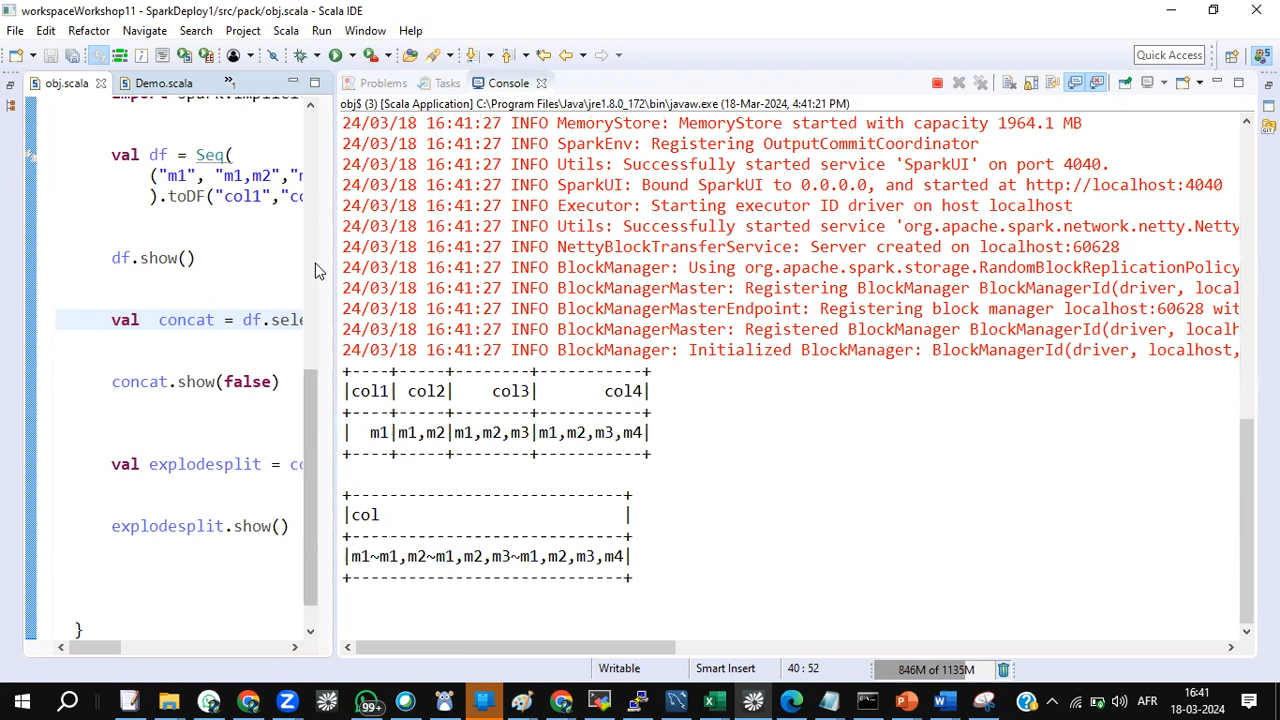 workspaceWorkshop11 - SparkDeploy1/src/pack/obj.scala - Scala IDE
File Edit Refactor Navigate Search Project Scala Run Window Help
Quick Access
obj.scala Demo.scala »1
Problems Tasks Console
obj$ (3) [Scala Application] C:\Program Files\Java\jre1.8.0_172\bin\javaw.exe (18-Mar-2024, 4:41:21 PM)
val df = Seq(
("m1", "m1,m2","m
).toDF("col1","co
df.show()
val concat = df.sele
concat.show(false)
val explodesplit = co
explodesplit.show()
}
24/03/18 16:41:27 INFO MemoryStore: MemoryStore started with capacity 1964.1 MB
24/03/18 16:41:27 INFO SparkEnv: Registering OutputCommitCoordinator
24/03/18 16:41:27 INFO Utils: Successfully started service 'SparkUI' on port 4040.
24/03/18 16:41:27 INFO SparkUI: Bound SparkUI to 0.0.0.0, and started at http://localhost:4040
24/03/18 16:41:27 INFO Executor: Starting executor ID driver on host localhost
24/03/18 16:41:27 INFO Utils: Successfully started service 'org.apache.spark.network.netty.Netty
24/03/18 16:41:27 INFO NettyBlockTransferService: Server created on localhost:60628
24/03/18 16:41:27 INFO BlockManager: Using org.apache.spark.storage.RandomBlockReplicationPolicy
24/03/18 16:41:27 INFO BlockManagerMaster: Registering BlockManager BlockManagerId(driver, local
24/03/18 16:41:27 INFO BlockManagerMasterEndpoint: Registering block manager localhost:60628 wit
24/03/18 16:41:27 INFO BlockManagerMaster: Registered BlockManager BlockManagerId(driver, localh
24/03/18 16:41:27 INFO BlockManager: Initialized BlockManager: BlockManagerId(driver, localhost,
+----+-----+--------+-----------+
|col1| col2|    col3|       col4|
+----+-----+--------+-----------+
|  m1|m1,m2|m1,m2,m3|m1,m2,m3,m4|
+----+-----+--------+-----------+
+-----------------------------+
|col                          |
+-----------------------------+
|m1~m1,m2~m1,m2,m3~m1,m2,m3,m4|
+-----------------------------+
Writable Smart Insert 40 : 52 846M of 1135M
99+
AFR
16:41
18-03-2024